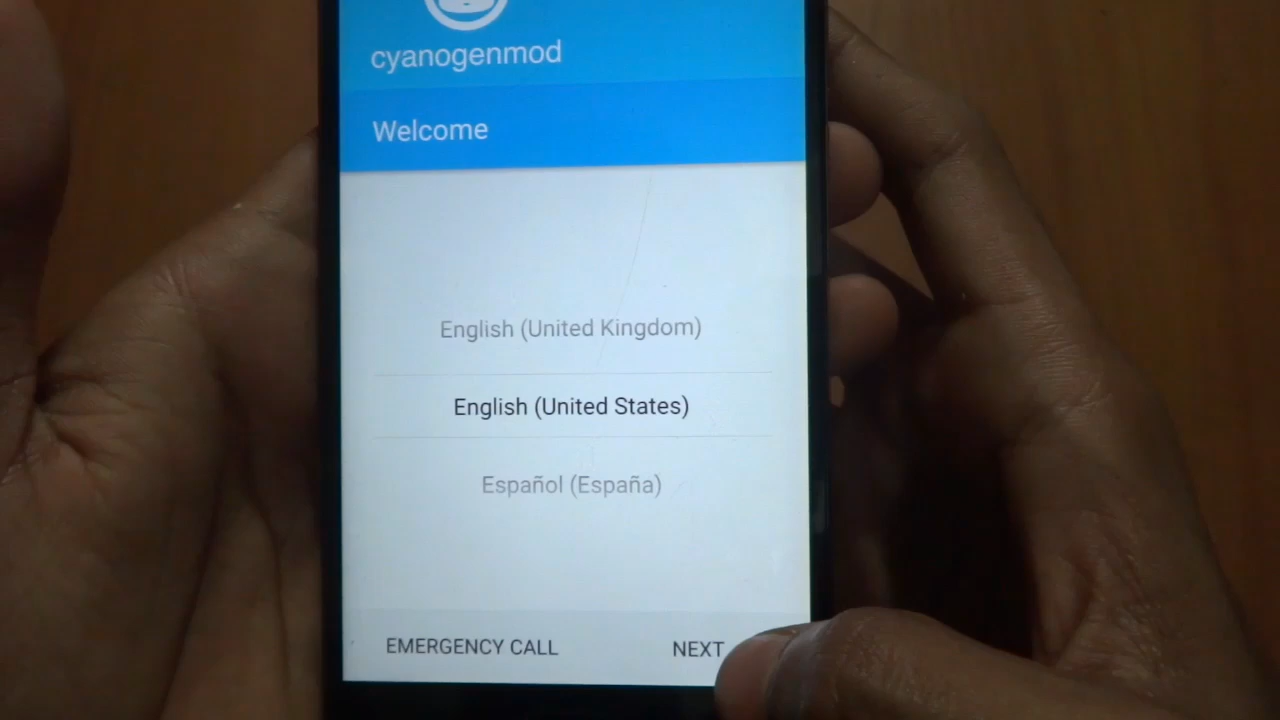 cyanogenmod
Welcome
English (United Kingdom)
English (United States)
Español (España)
EMERGENCY CALL
NEXT